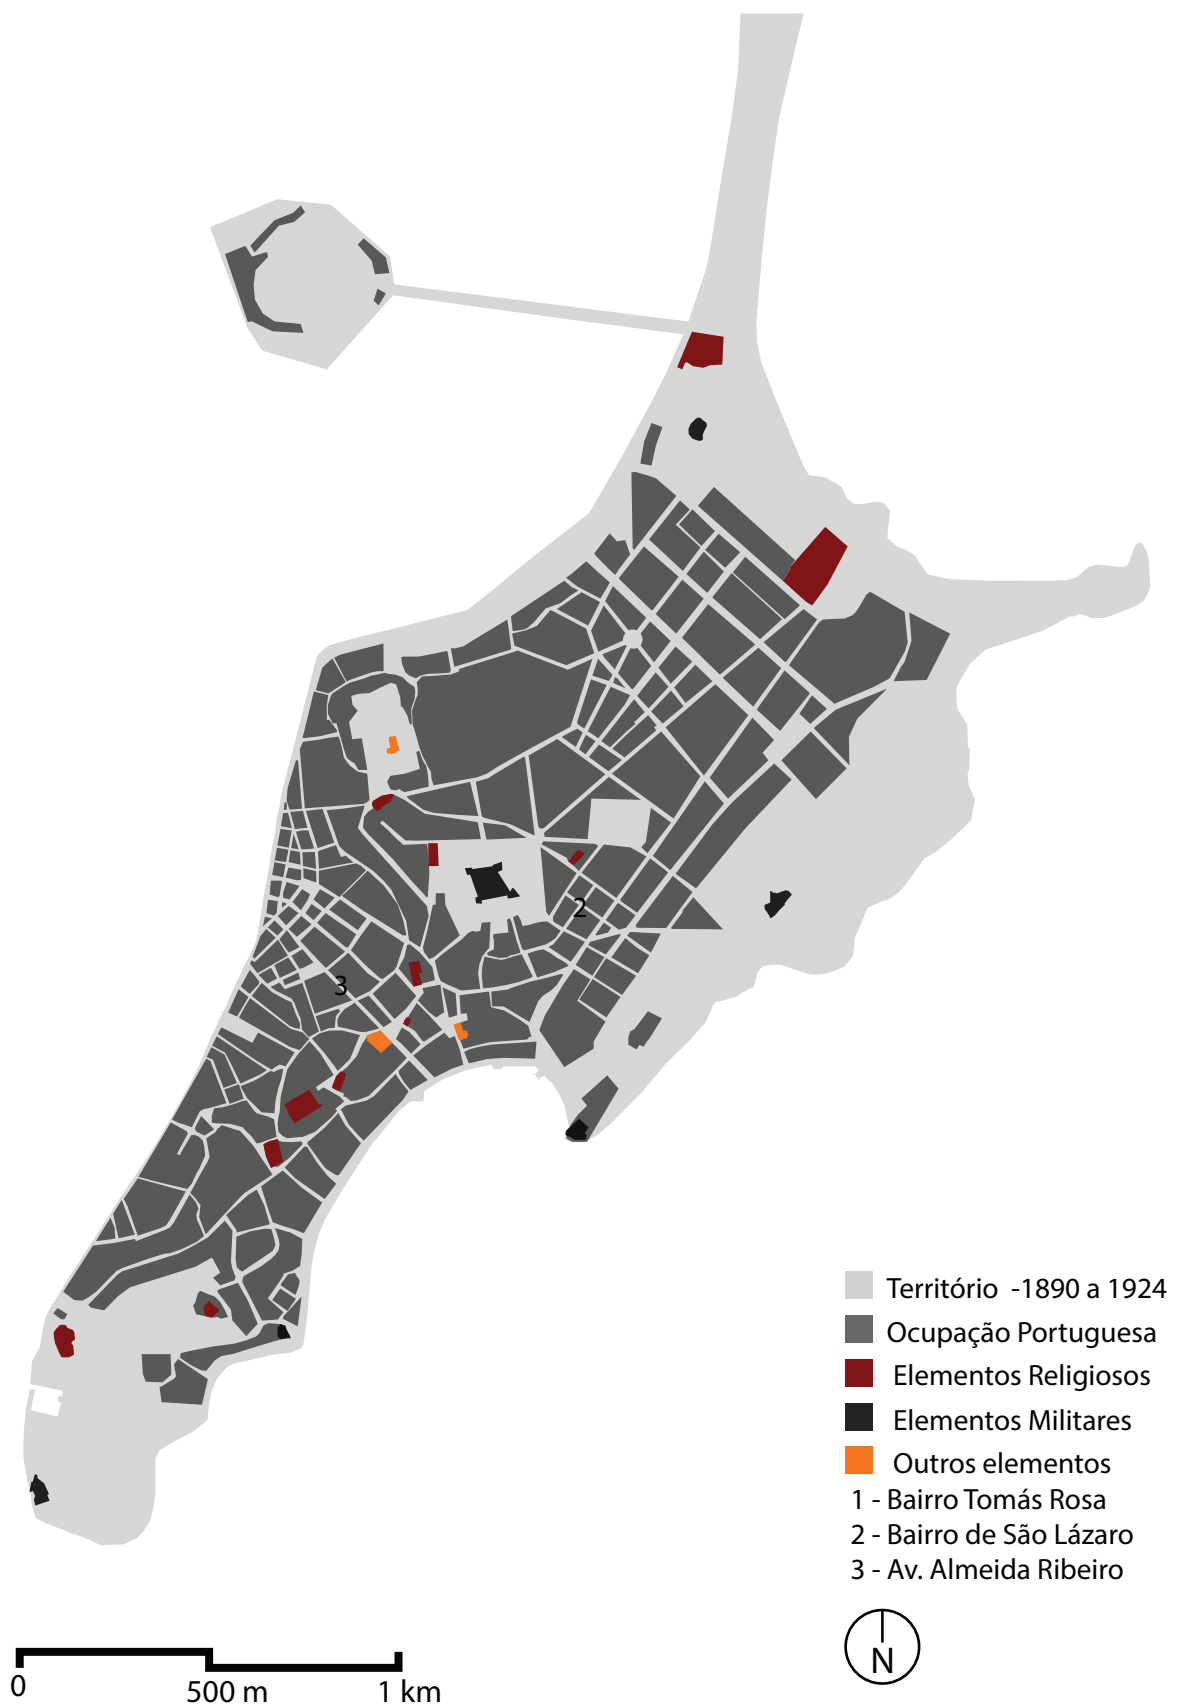 2
3
Território -1890 a 1924
Ocupação Portuguesa
Elementos Religiosos
Elementos Militares
Outros elementos
1 - Bairro Tomás Rosa
2 - Bairro de São Lázaro
3 - Av. Almeida Ribeiro
N
0 500 m 1 km